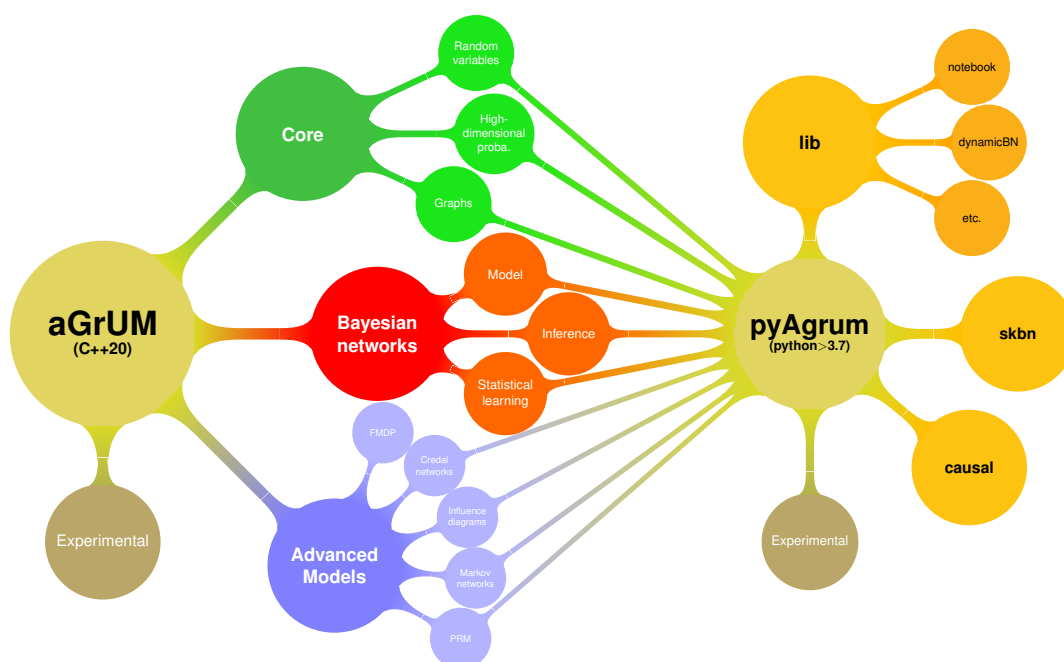 Random
variables
Core
High-
dimensional
proba.
Graphs
aGrUM
(C++20)
Experimental
Bayesian
networks
Model
Inference
Statistical
learning
Advanced
Models
FMDP
Credal
networks
Influence
diagrams
Markov
networks
PRM
pyAgrum
(python>3.7)
lib
notebook
dynamicBN
etc.
skbn
causal
Experimental